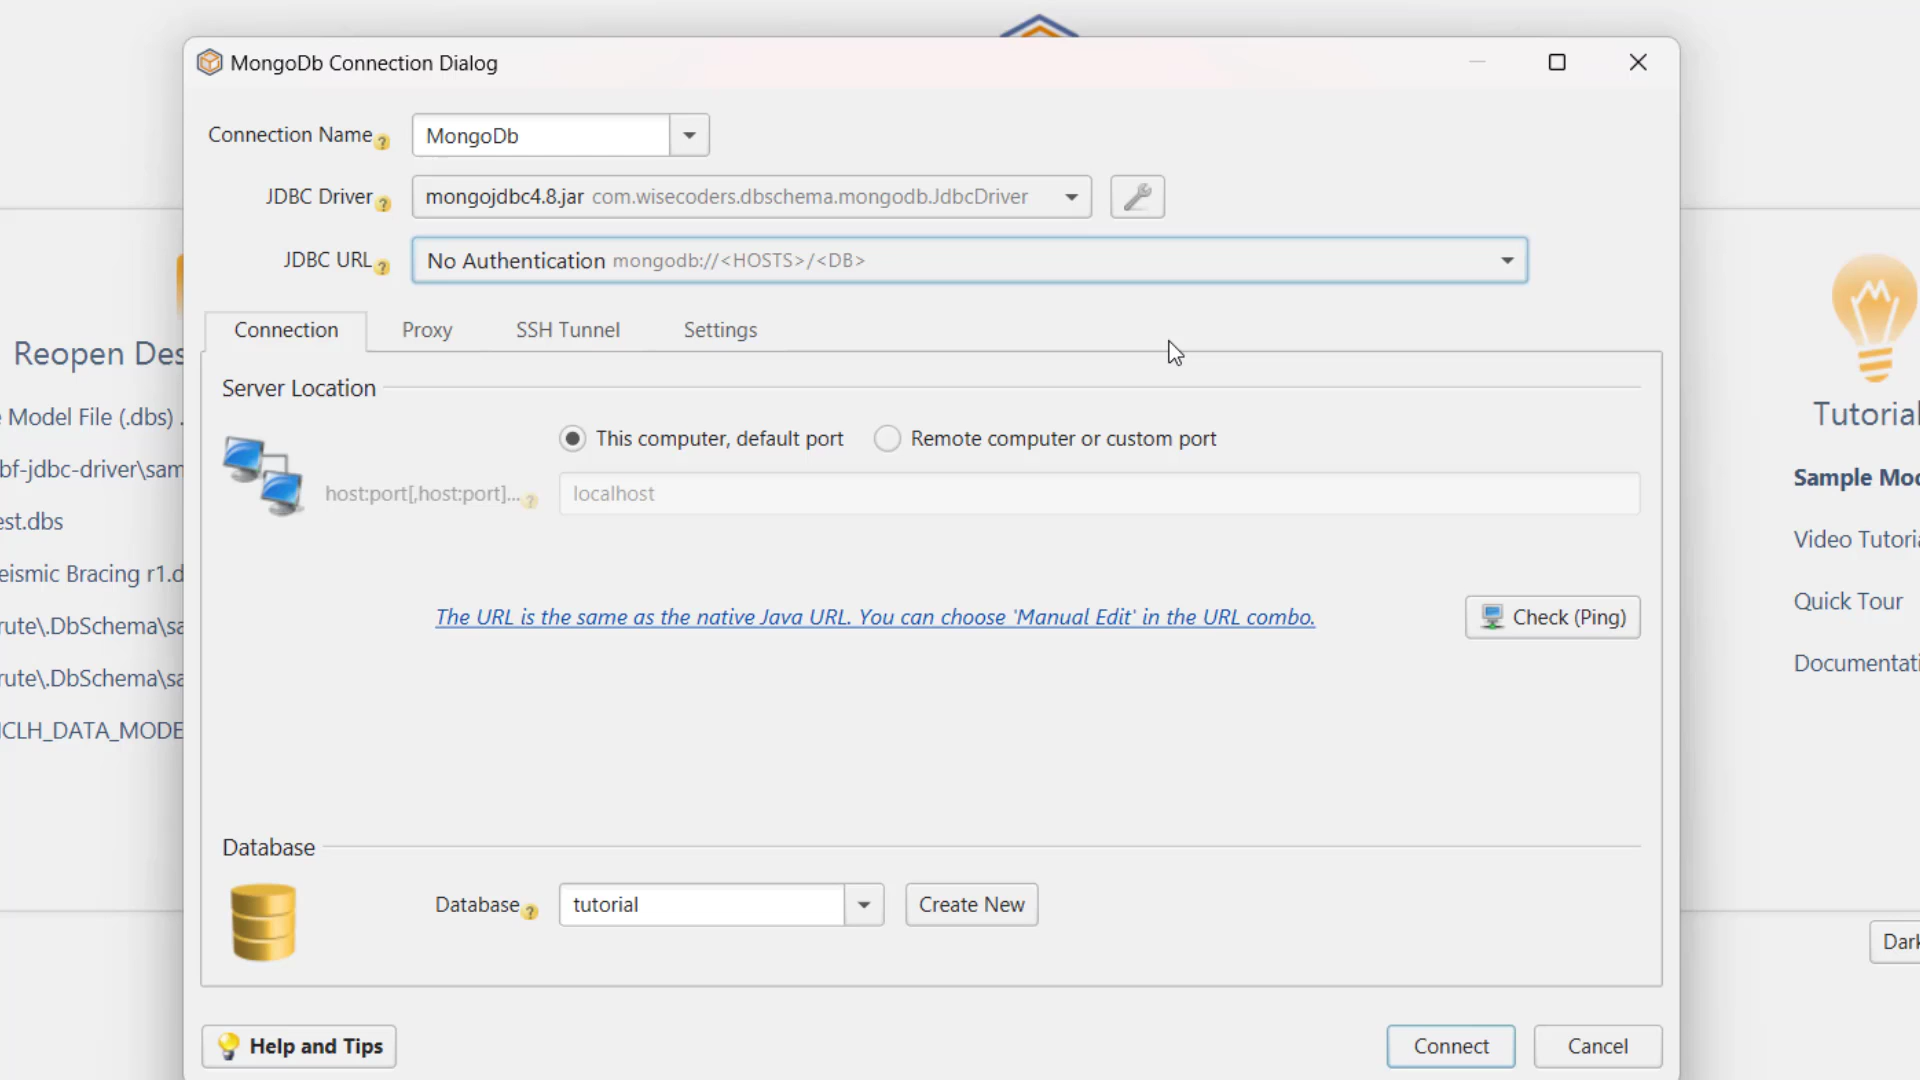 MongoDb Connection Dialog
Connection Name
MongoDb
JDBC Driver
mongojdbc4.8.jar com.wisecoders.dbschema.mongodb.JdbcDriver
JDBC URL
No Authentication mongodb://<HOSTS>/<DB>
Connection
Proxy
SSH Tunnel
Settings
Server Location
This computer, default port
Remote computer or custom port
host:port[,host:port]...
localhost
The URL is the same as the native Java URL. You can choose 'Manual Edit' in the URL combo.
Check (Ping)
Database
Database
tutorial
Create New
Help and Tips
Connect
Cancel
Reopen Des
e Model File (.dbs) .
bf-jdbc-driver\sam
est.dbs
eismic Bracing r1.d
rute\.DbSchema\sa
rute\.DbSchema\sa
CLH_DATA_MODE
Tutorial
Sample Mod
Video Tutoria
Quick Tour
Documentati
Dark